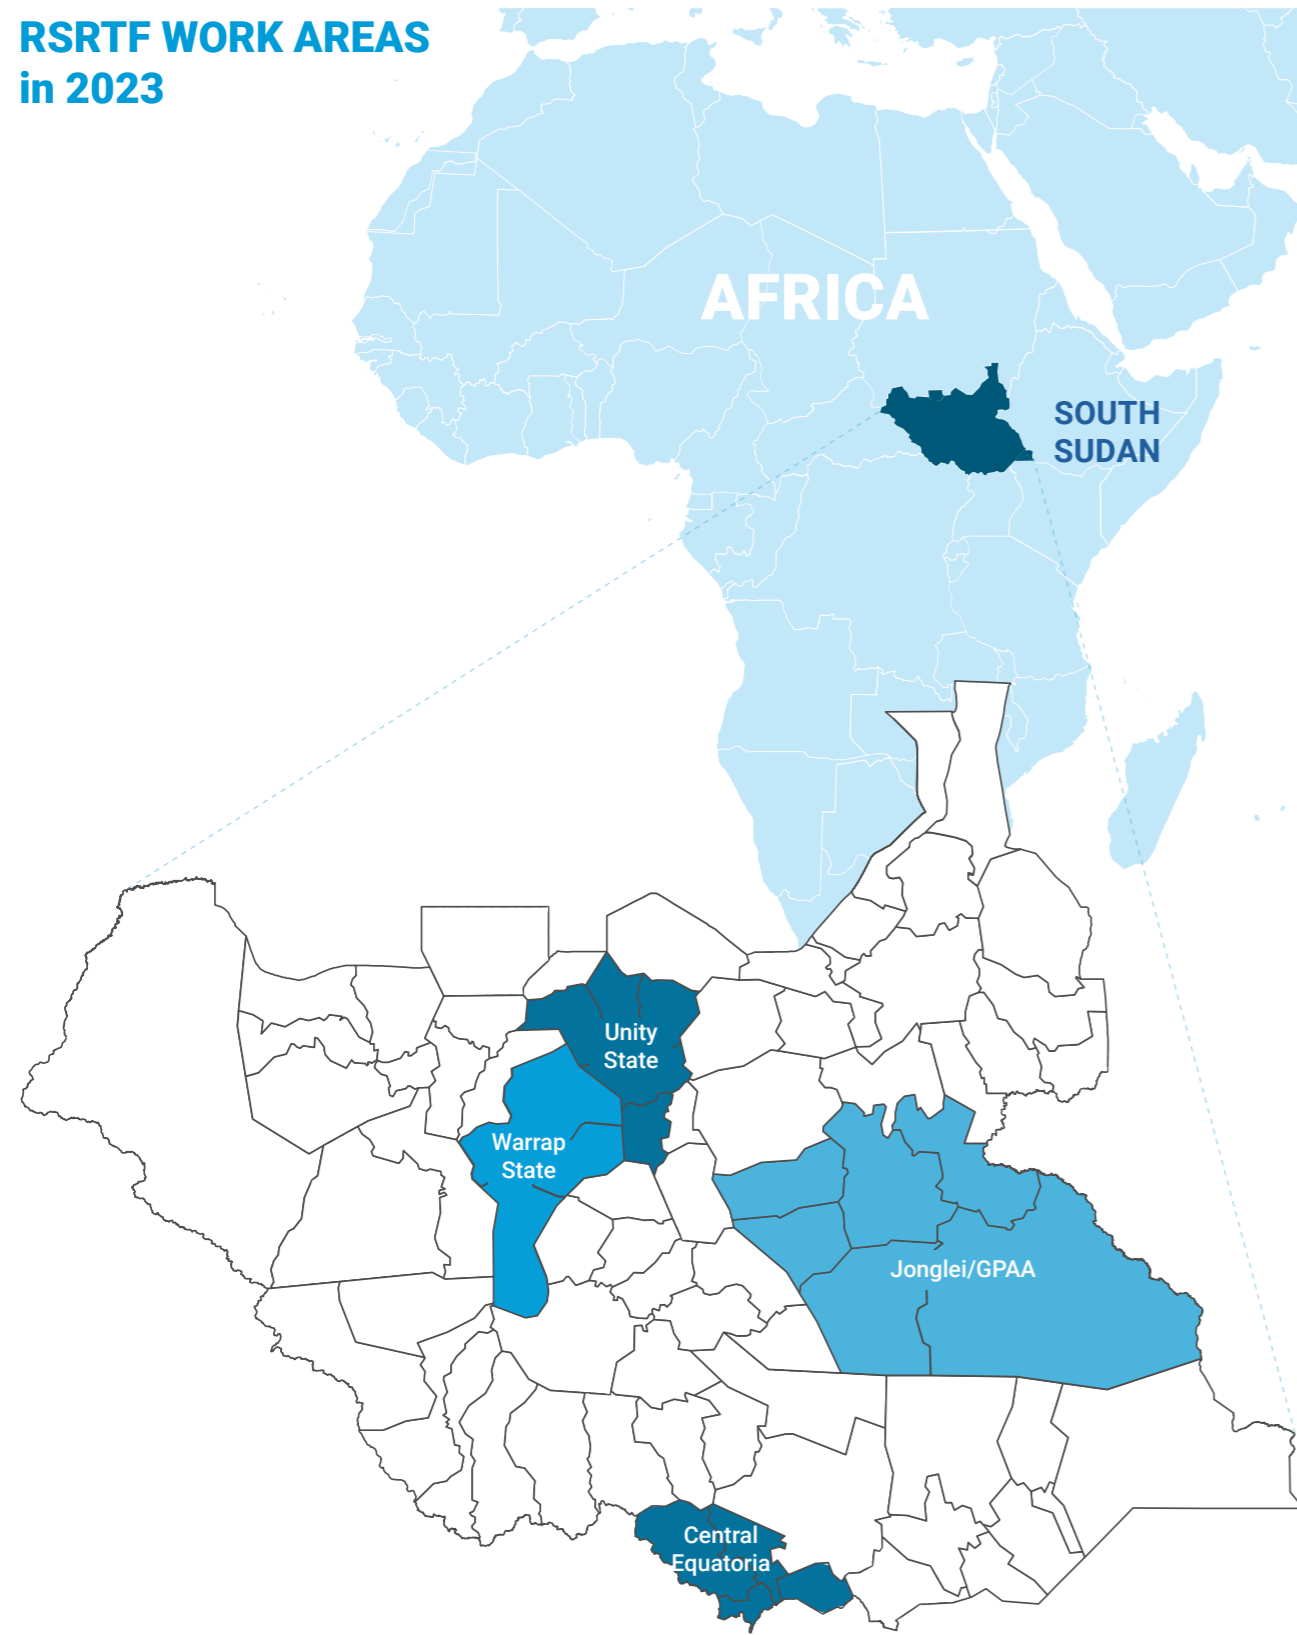 RSRTF WORK AREAS
in 2023
AFRICA
SOUTH
SUDAN
Unity
State
Warrap
State
Jonglei/GPAA
Central
Equatoria